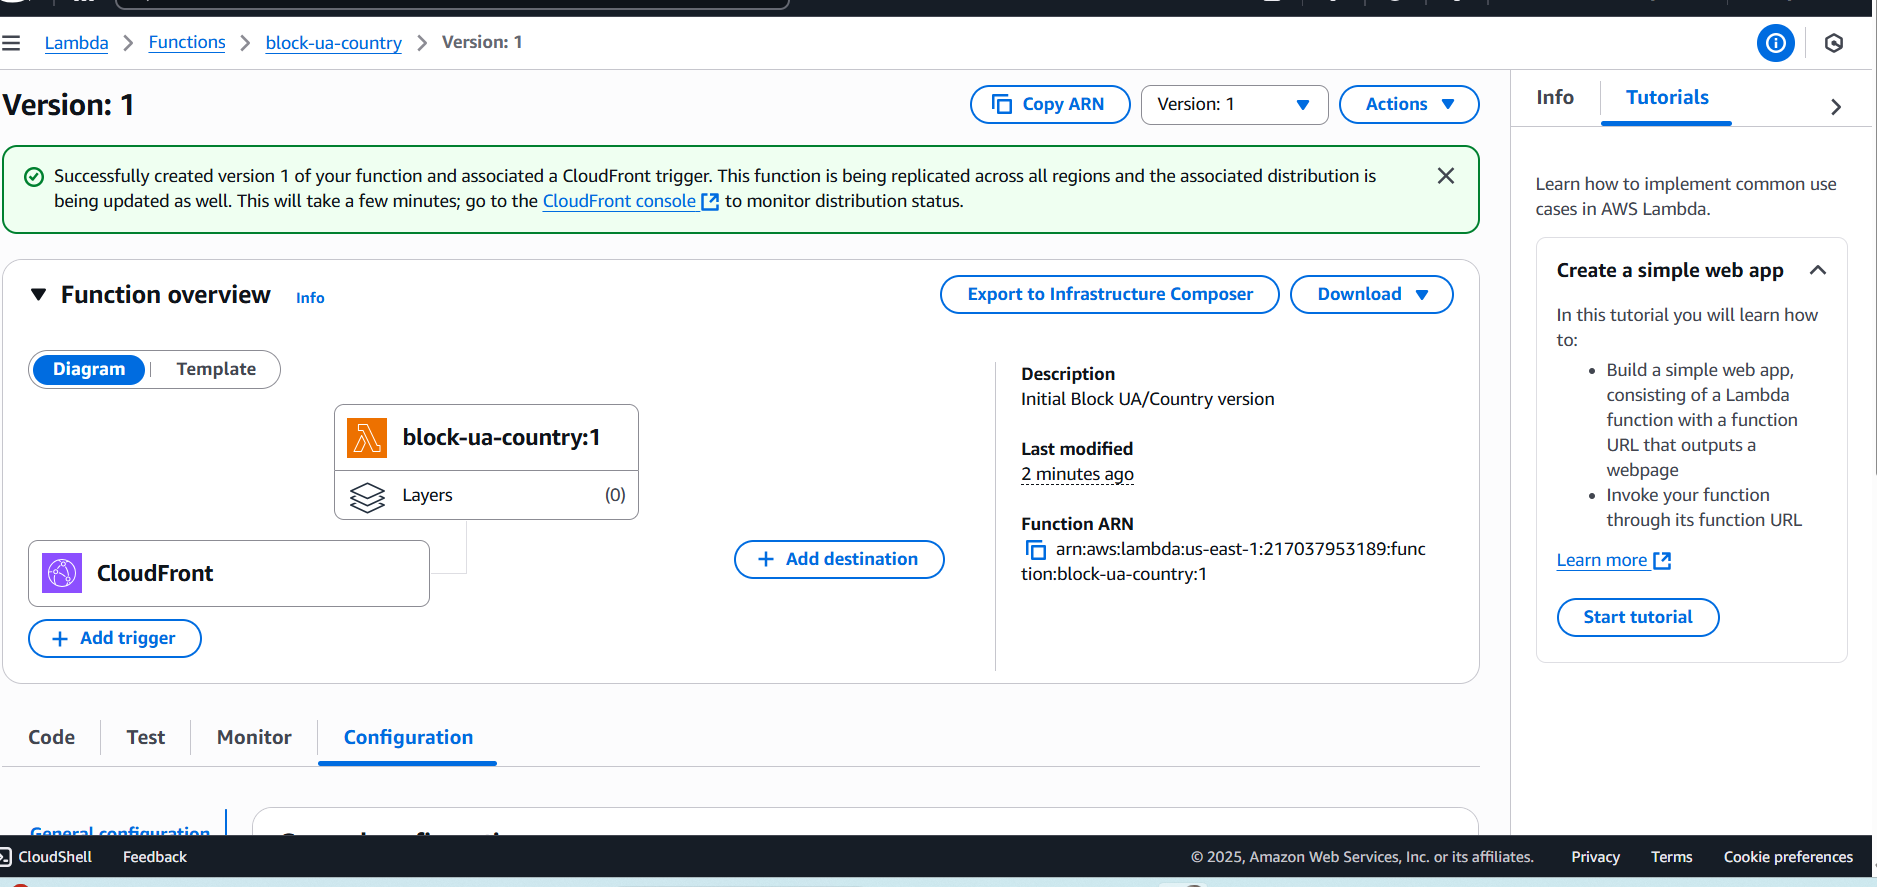 Lambda
Functions
block-ua-country
Version: 1
Version: 1
Copy ARN
Version: 1
Actions
Info
Tutorials
Successfully created version 1 of your function and associated a CloudFront trigger. This function is being replicated across all regions and the associated distribution is
being updated as well. This will take a few minutes; go to the CloudFront console to monitor distribution status.
Learn how to implement common use
cases in AWS Lambda.
Function overview
Info
Export to Infrastructure Composer
Download
Create a simple web app
In this tutorial you will learn how
to:
Build a simple web app,
consisting of a Lambda
function with a function
URL that outputs a
webpage
Invoke your function
through its function URL
Learn more
Start tutorial
Diagram
Template
block-ua-country:1
Layers
(0)
CloudFront
+ Add trigger
+ Add destination
Description
Initial Block UA/Country version
Last modified
2 minutes ago
Function ARN
arn:aws:lambda:us-east-1:217037953189:func
tion:block-ua-country:1
Code
Test
Monitor
Configuration
General configuration
CloudShell
Feedback
© 2025, Amazon Web Services, Inc. or its affiliates.
Privacy
Terms
Cookie preferences